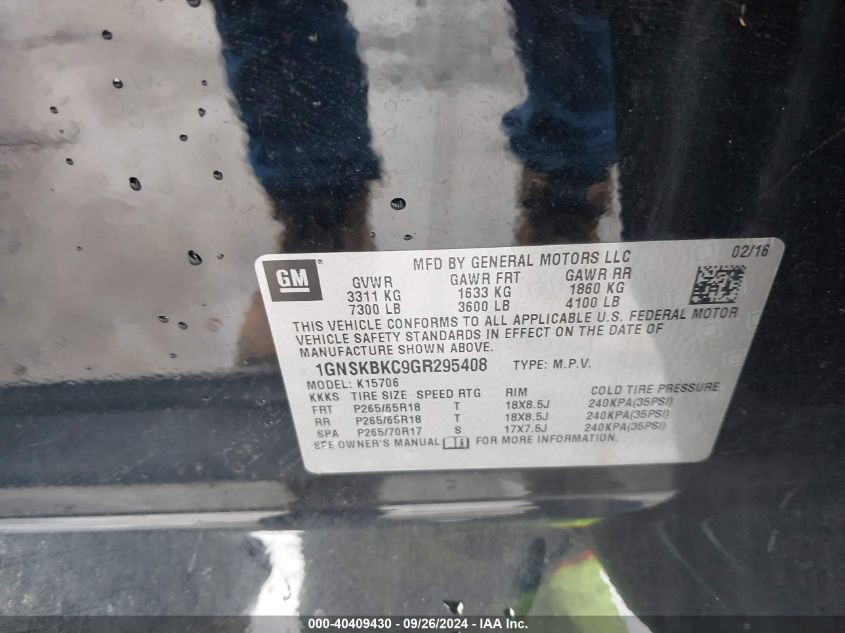 GM
MFD BY GENERAL MOTORS LLC
02/16
GVWR GAWR FRT GAWR RR
3311 KG 1633 KG 1860 KG
7300 LB 3600 LB 4100 LB
THIS VEHICLE CONFORMS TO ALL APPLICABLE U.S. FEDERAL MOTOR
VEHICLE SAFETY STANDARDS IN EFFECT ON THE DATE OF
MANUFACTURE SHOWN ABOVE.
1GNSKBKC9GR295408 TYPE: M.P.V.
MODEL: K15706
KKKS TIRE SIZE SPEED RTG RIM COLD TIRE PRESSURE
FRT P265/65R18 T 18X8.5J 240KPA(35PSI)
RR P265/65R18 T 18X8.5J 240KPA(35PSI)
SPA P265/70R17 S 17X7.5J 240KPA(35PSI)
SEE OWNER'S MANUAL FOR MORE INFORMATION.
000-40409430 - 09/26/2024 - IAA Inc.